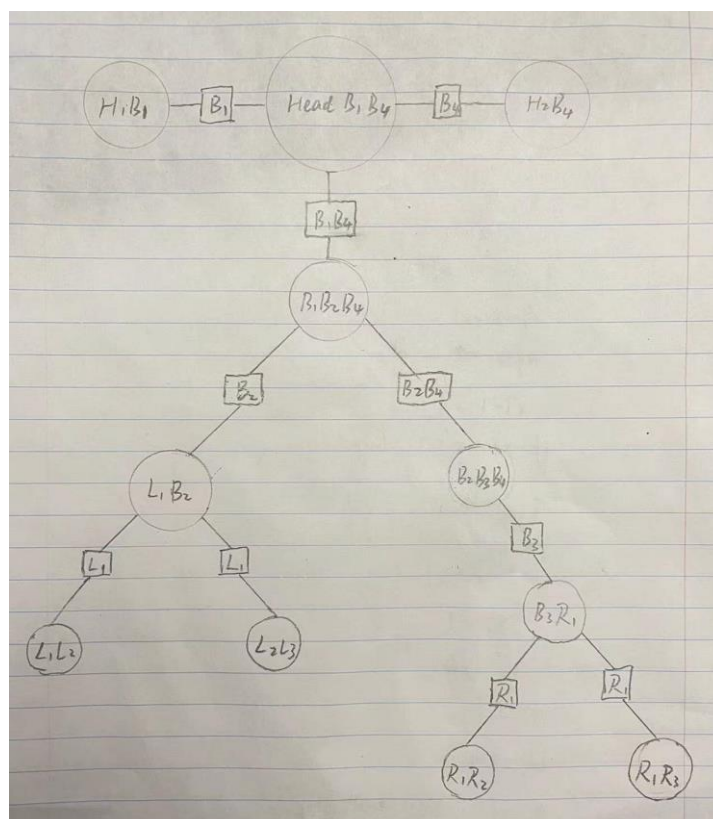 H₁B₁ B₁ Head B₁B₄ B₄ H₂B₄
B₁B₄
B₁B₂B₄
B₂ B₂B₄
L₁B₂ B₂B₃B₄
B₃
L₁ L₁
B₃R₁
L₁L₂ L₂L₃
R₁ R₁
R₁R₂ R₁R₃